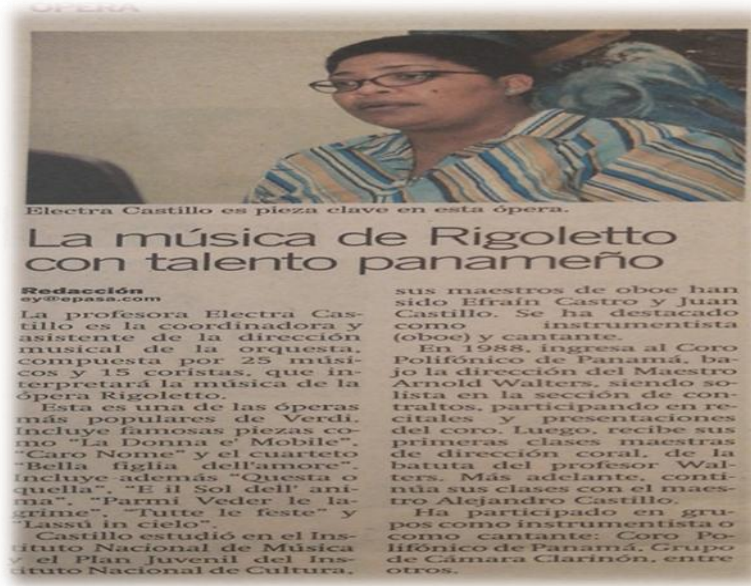 ÓPERA
Electra Castillo es pieza clave en esta ópera.
La música de Rigoletto
con talento panameño
Redacción
ey@epasa.com
La profesora Electra Cas-
tillo es la coordinadora y
asistente de la dirección
musical de la orquesta,
compuesta po 25 músi-
cos y 15 coristas, que in-
terpretará la música de la
ópera Rigoletto.
Esta es una de las óperas
más populares de Verdi.
Incluye famosas piezas co-
mo "La Donna e' Mobile",
"Caro Nome" y el cuarteto
"Bella figlia dell'amore".
Incluye además "Questa o
quella", "E il Sol dell' ani-
ma", "Parmi Veder le la-
grime", "Tutte le feste" y
"Lassú in cielo".
Castillo estudió en el Ins-
tituto Nacional de Música
y el Plan Juvenil del Ins-
tituto Nacional de Cultura,
sus maestros de oboe han
sido Efraín Castro y Juan
Castillo. Se ha destacado
como instrumentista
(oboe) y cantante.
En 1988, ingresa al Coro
Polifónico de Panamá, ba-
jo la dirección del Maestro
Arnold Walters, siendo so-
lista en la sección de con-
traltos, participando en re-
citales y presentaciones
del coro. Luego, recibe sus
primeras clases maestras
de dirección coral, de la
batuta del profesor Wal-
ters. Más adelante, conti-
núa sus clases con el maes-
tro Alejandro Castillo.
Ha participado en gru-
pos como instrumentista o
como cantante: Coro Po-
lifónico de Panamá, Grupo
de Cámara Clarinón, entre
otros.